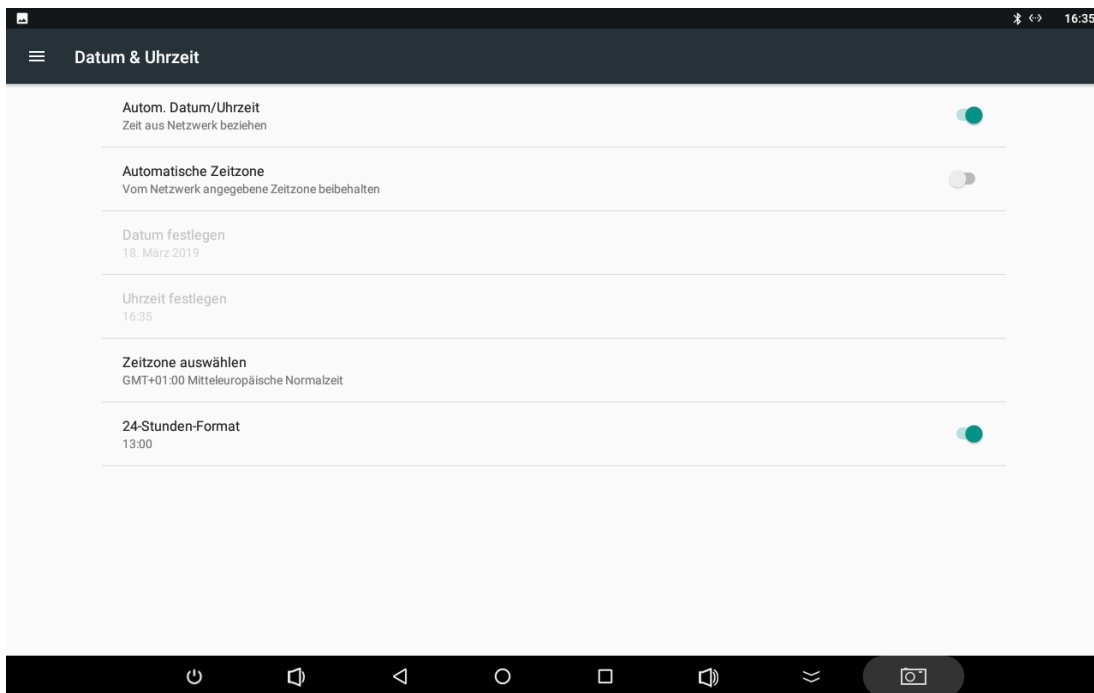 16:35
Datum & Uhrzeit
Autom. Datum/Uhrzeit
Zeit aus Netzwerk beziehen
Automatische Zeitzone
Vom Netzwerk angegebene Zeitzone beibehalten
Datum festlegen
18. März 2019
Uhrzeit festlegen
16:35
Zeitzone auswählen
GMT+01:00 Mitteleuropäische Normalzeit
24-Stunden-Format
13:00